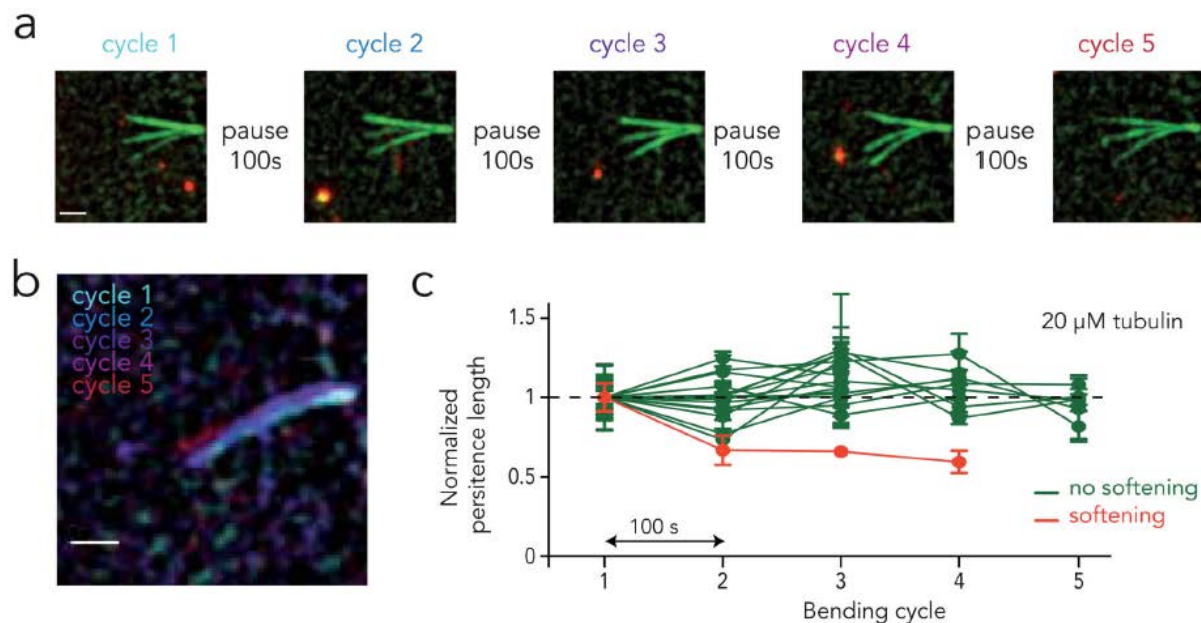 a
cycle 1 cycle 2 cycle 3 cycle 4 cycle 5
pause pause pause pause
100s 100s 100s 100s
b
cycle 1
cycle 2
cycle 3
cycle 4
cycle 5
c
20 µM tubulin
Normalized
persitence length
1.5
1
0.5
0
100 s
no softening
softening
1 2 3 4 5
Bending cycle